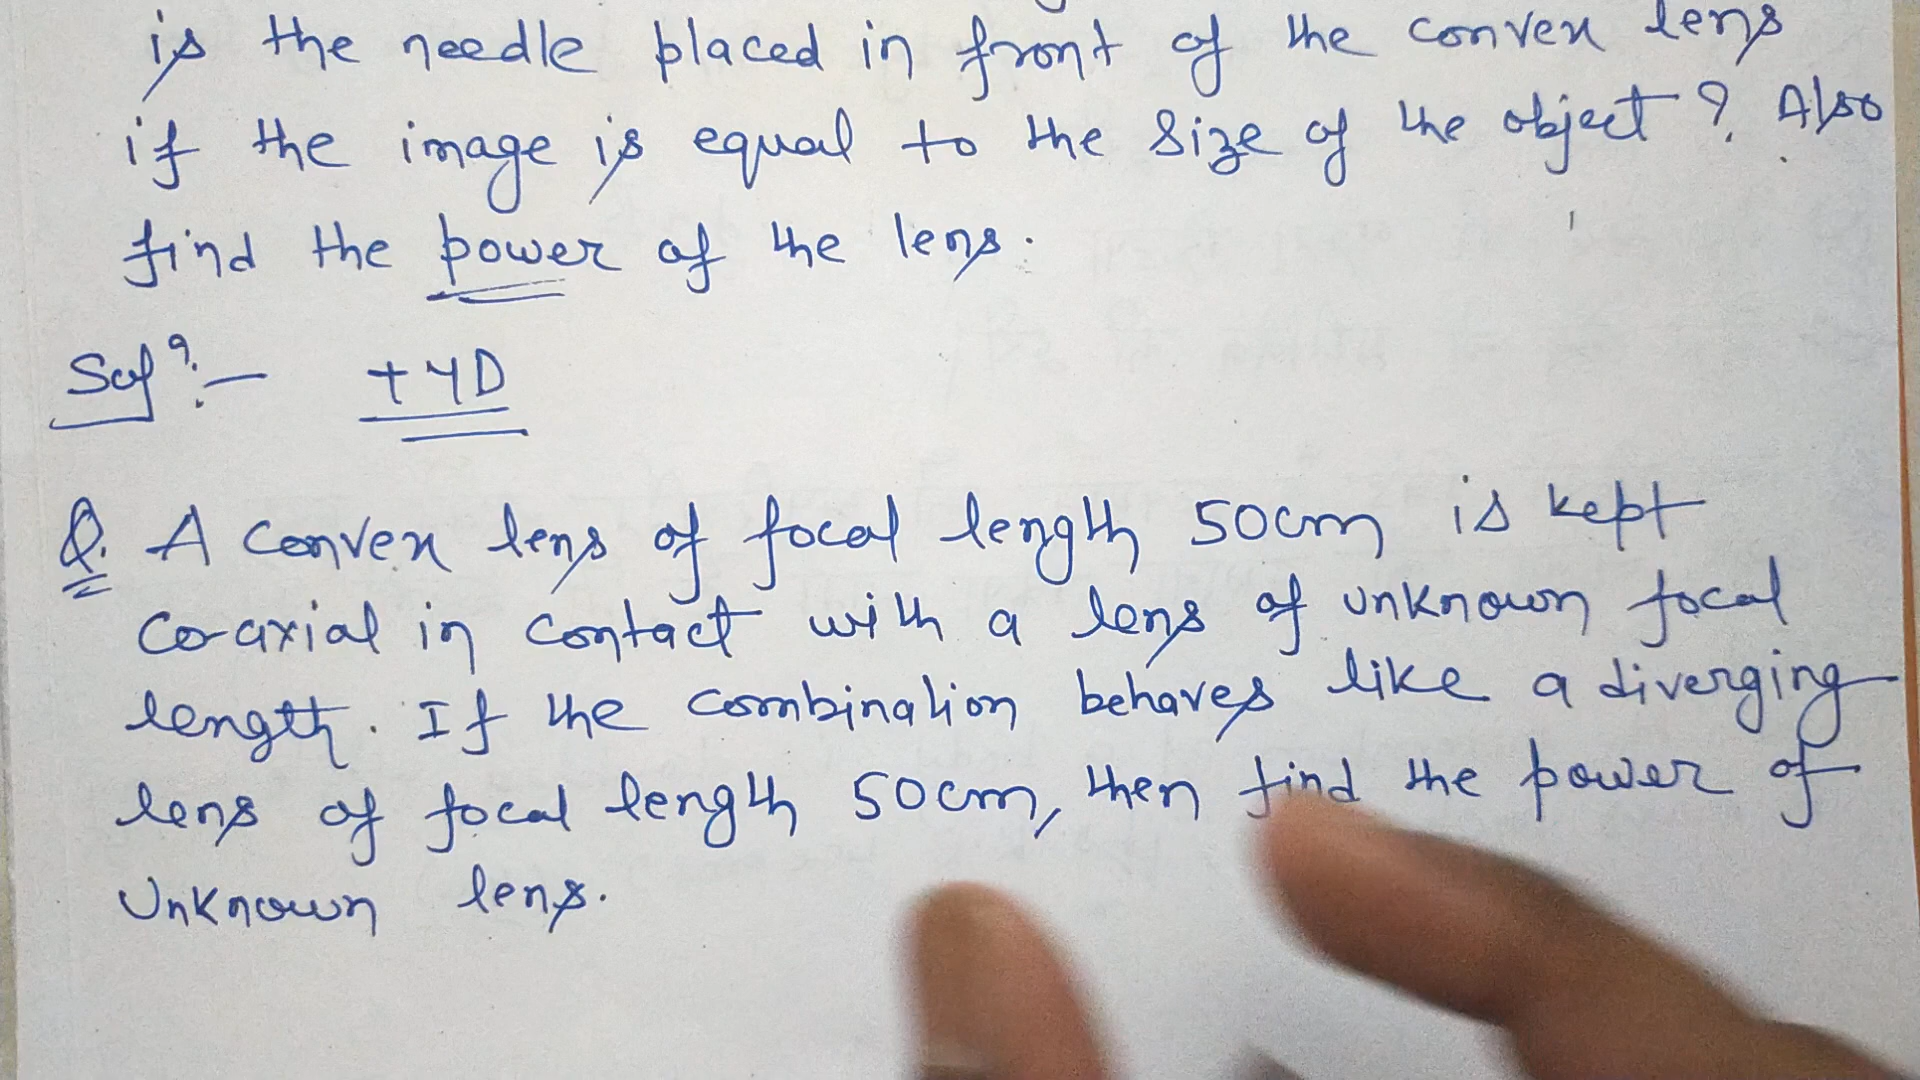 is the needle placed in front of the convex lens
if the image is equal to the size of the object? Also
find the power of the lens.
Sol?:- +4D
Q. A convex lens of focal length 50cm is kept
co-axial in contact with a lens of unknown focal
length. If the combination behaves like a diverging
lens of focal length 50cm, then find the power of
unknown lens.